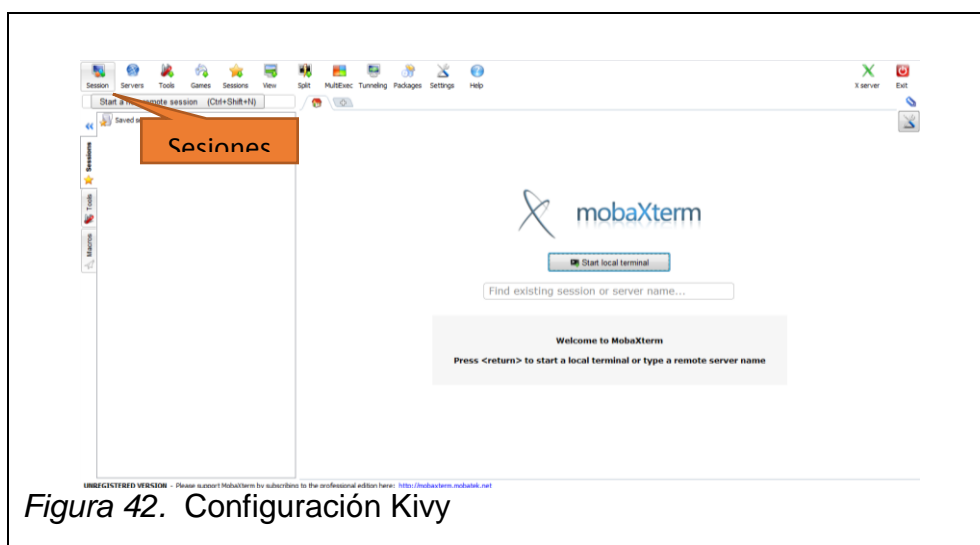 Session Servers Tools Games Sessions View Split MultiExec Tunneling Packages Settings Help X server Exit
Start a remote session (Ctrl+Shift+N)
Saved
Sesiones
Sessions
Tools
Macros
mobaXterm
Start local terminal
Find existing session or server name...
Welcome to MobaXterm
Press <return> to start a local terminal or type a remote server name
UNREGISTERED VERSION - Please support MobaXterm by subscribing to the professional edition here: http://mobaxterm.mobatek.net
Figura 42. Configuración Kivy